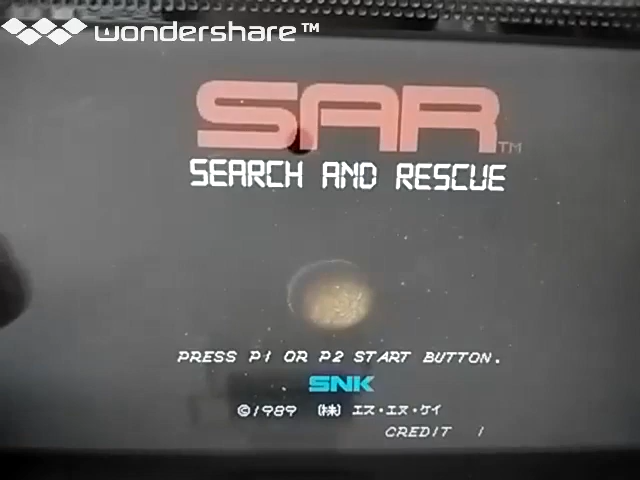 wondershare™
SAR™
SEARCH AND RESCUE
PRESS P1 OR P2 START BUTTON.
SNK
©1989 (株) エス・エヌ・ケイ
CREDIT 1